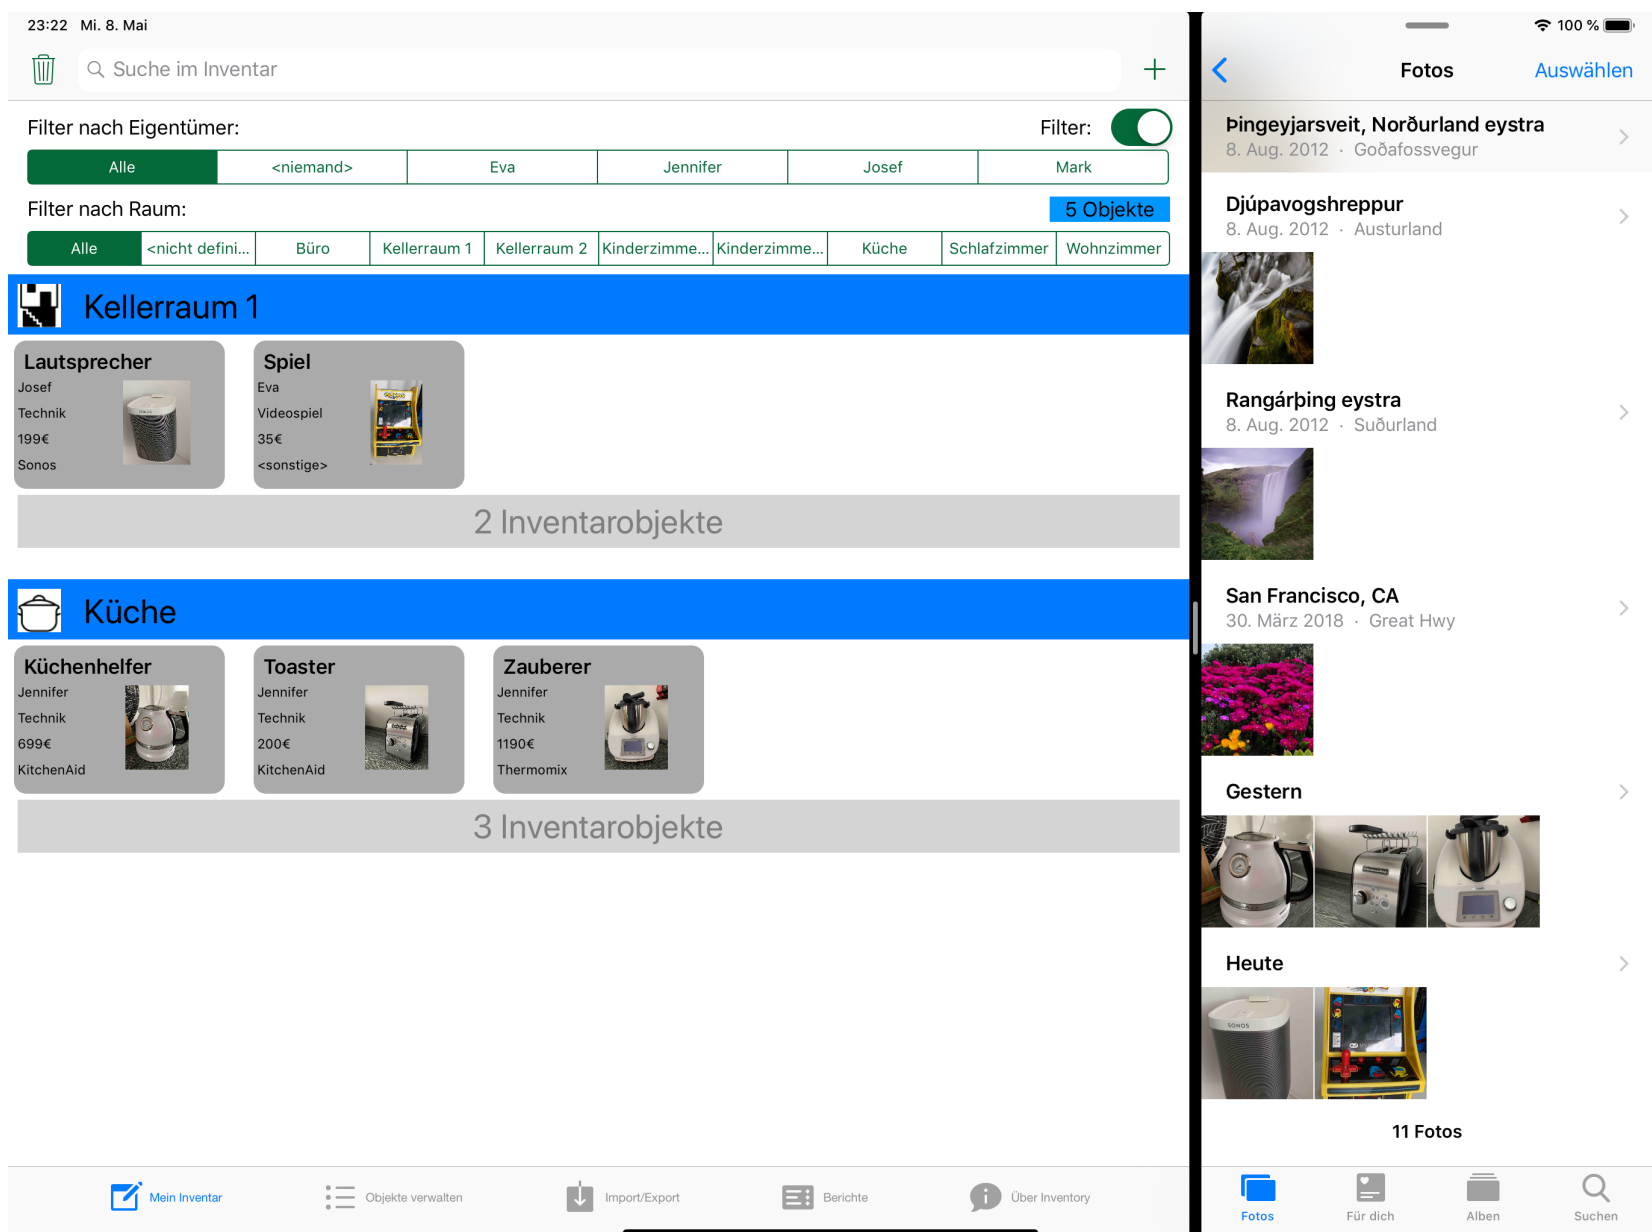 23:22 Mi. 8. Mai
100 %
Suche im Inventar
Filter nach Eigentümer:
Filter:
Alle
<niemand>
Eva
Jennifer
Josef
Mark
Filter nach Raum:
5 Objekte
Alle
<nicht defini...
Büro
Kellerraum 1
Kellerraum 2
Kinderzimme...
Kinderzimme...
Küche
Schlafzimmer
Wohnzimmer
Kellerraum 1
Lautsprecher
Josef
Technik
199€
Sonos
SONOS
Spiel
Eva
Videospiel
35€
<sonstige>
2 Inventarobjekte
Küche
Küchenhelfer
Jennifer
Technik
699€
KitchenAid
Toaster
Jennifer
Technik
200€
KitchenAid
Zauberer
Jennifer
Technik
1190€
Thermomix
3 Inventarobjekte
Mein Inventar
Objekte verwalten
Import/Export
Berichte
Über Inventory
Fotos
Auswählen
Þingeyjarsveit, Norðurland eystra
8. Aug. 2012 · Goðafossvegur
Djúpavogshreppur
8. Aug. 2012 · Austurland
Rangárþing eystra
8. Aug. 2012 · Suðurland
San Francisco, CA
30. März 2018 · Great Hwy
Gestern
Heute
SONOS
11 Fotos
Fotos
Für dich
Alben
Suchen